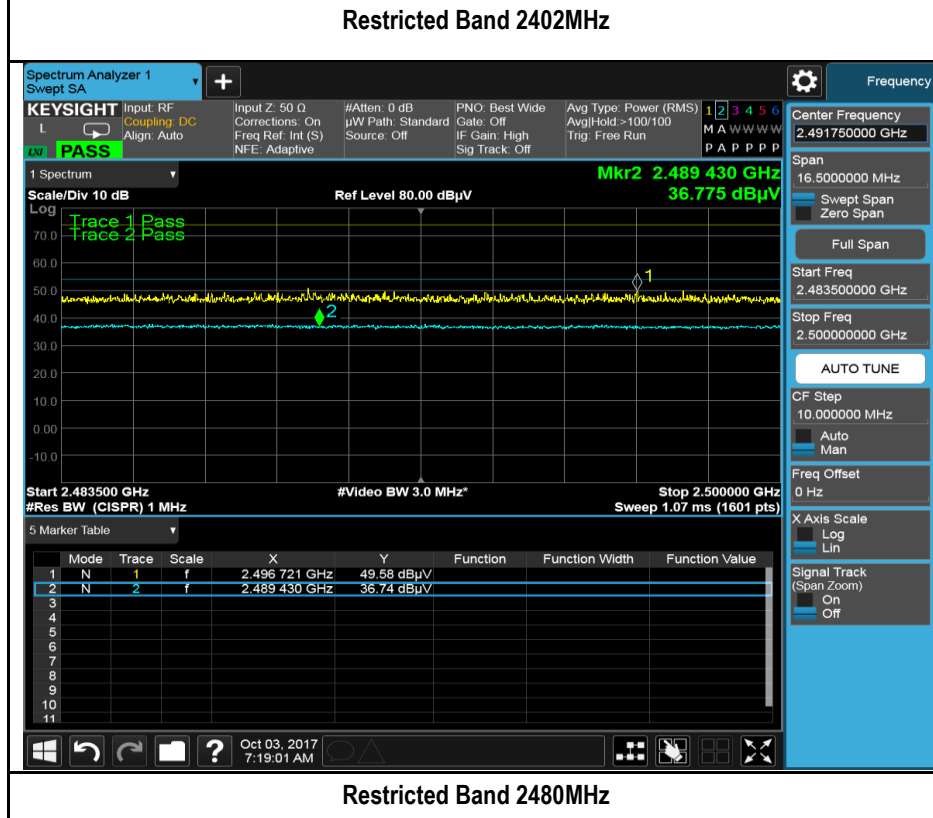 Restricted Band 2402MHz
Spectrum Analyzer 1
Swept SA
Frequency
KEYSIGHT
L
LXI PASS
Input: RF
Coupling: DC
Align: Auto
Input Z: 50 Ω
Corrections: On
Freq Ref: Int (S)
NFE: Adaptive
#Atten: 0 dB
µW Path: Standard
Source: Off
PNO: Best Wide
Gate: Off
IF Gain: High
Sig Track: Off
Avg Type: Power (RMS)
Avg|Hold:>100/100
Trig: Free Run
1 2 3 4 5 6
M A W W W W
P A P P P P
1 Spectrum
Scale/Div 10 dB
Ref Level 80.00 dBµV
Mkr2 2.489 430 GHz
36.775 dBµV
Log
Trace 1 Pass
Trace 2 Pass
70.0
60.0
50.0
40.0
30.0
20.0
10.0
0.00
-10.0
1
2
Start 2.483500 GHz
#Video BW 3.0 MHz*
Stop 2.500000 GHz
#Res BW (CISPR) 1 MHz
Sweep 1.07 ms (1601 pts)
5 Marker Table
Mode Trace Scale X Y Function Function Width Function Value
1 N 1 f 2.496 721 GHz 49.58 dBµV
2 N 2 f 2.489 430 GHz 36.74 dBµV
3
4
5
6
7
8
9
10
11
Center Frequency
2.491750000 GHz
Span
16.5000000 MHz
Swept Span
Zero Span
Full Span
Start Freq
2.483500000 GHz
Stop Freq
2.500000000 GHz
AUTO TUNE
CF Step
10.000000 MHz
Auto
Man
Freq Offset
0 Hz
X Axis Scale
Log
Lin
Signal Track
(Span Zoom)
On
Off
? Oct 03, 2017
7:19:01 AM
Restricted Band 2480MHz